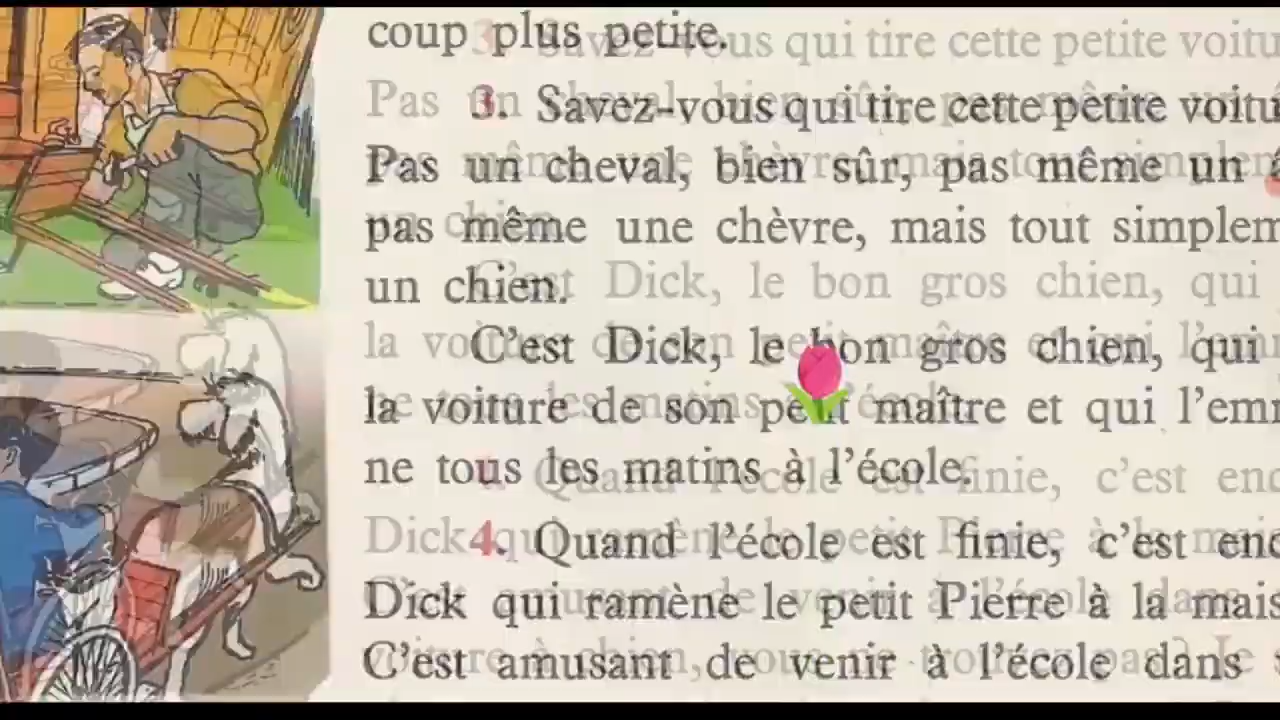 coup plus petite.
3. Savez-vous qui tire cette petite voitu
Pas un cheval, bien sûr, pas même un â
pas même une chèvre, mais tout simplem
un chien.
C'est Dick, le bon gros chien, qui
la voiture de son petit maître et qui l'emm
ne tous les matins à l'école.
4. Quand l'école est finie, c'est enc
Dick qui ramène le petit Pierre à la mais
C'est amusant de venir à l'école dans